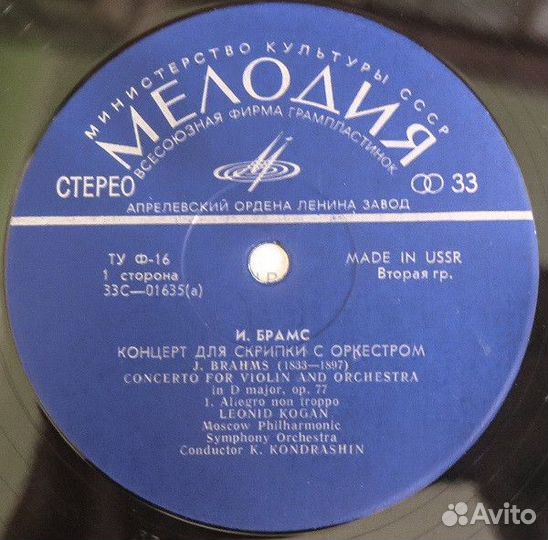 МИНИСТЕРСТВО КУЛЬТУРЫ СССР
МЕЛОДИЯ
ВСЕСОЮЗНАЯ ФИРМА ГРАМПЛАСТИНОК
СТЕРЕО
33
АПРЕЛЕВСКИЙ ОРДЕНА ЛЕНИНА ЗАВОД
ТУ Ф-16
MADE IN USSR
1 сторона
Вторая гр.
33С—01635(а)
И. БРАМС
КОНЦЕРТ ДЛЯ СКРИПКИ С ОРКЕСТРОМ
J. BRAHMS (1833—1897)
CONCERTO FOR VIOLIN AND ORCHESTRA
in D major, op. 77
1. Allegro non troppo
LEONID KOGAN
Moscow Philharmonic
Symphony Orchestra
Conductor K. KONDRASHIN
Avito